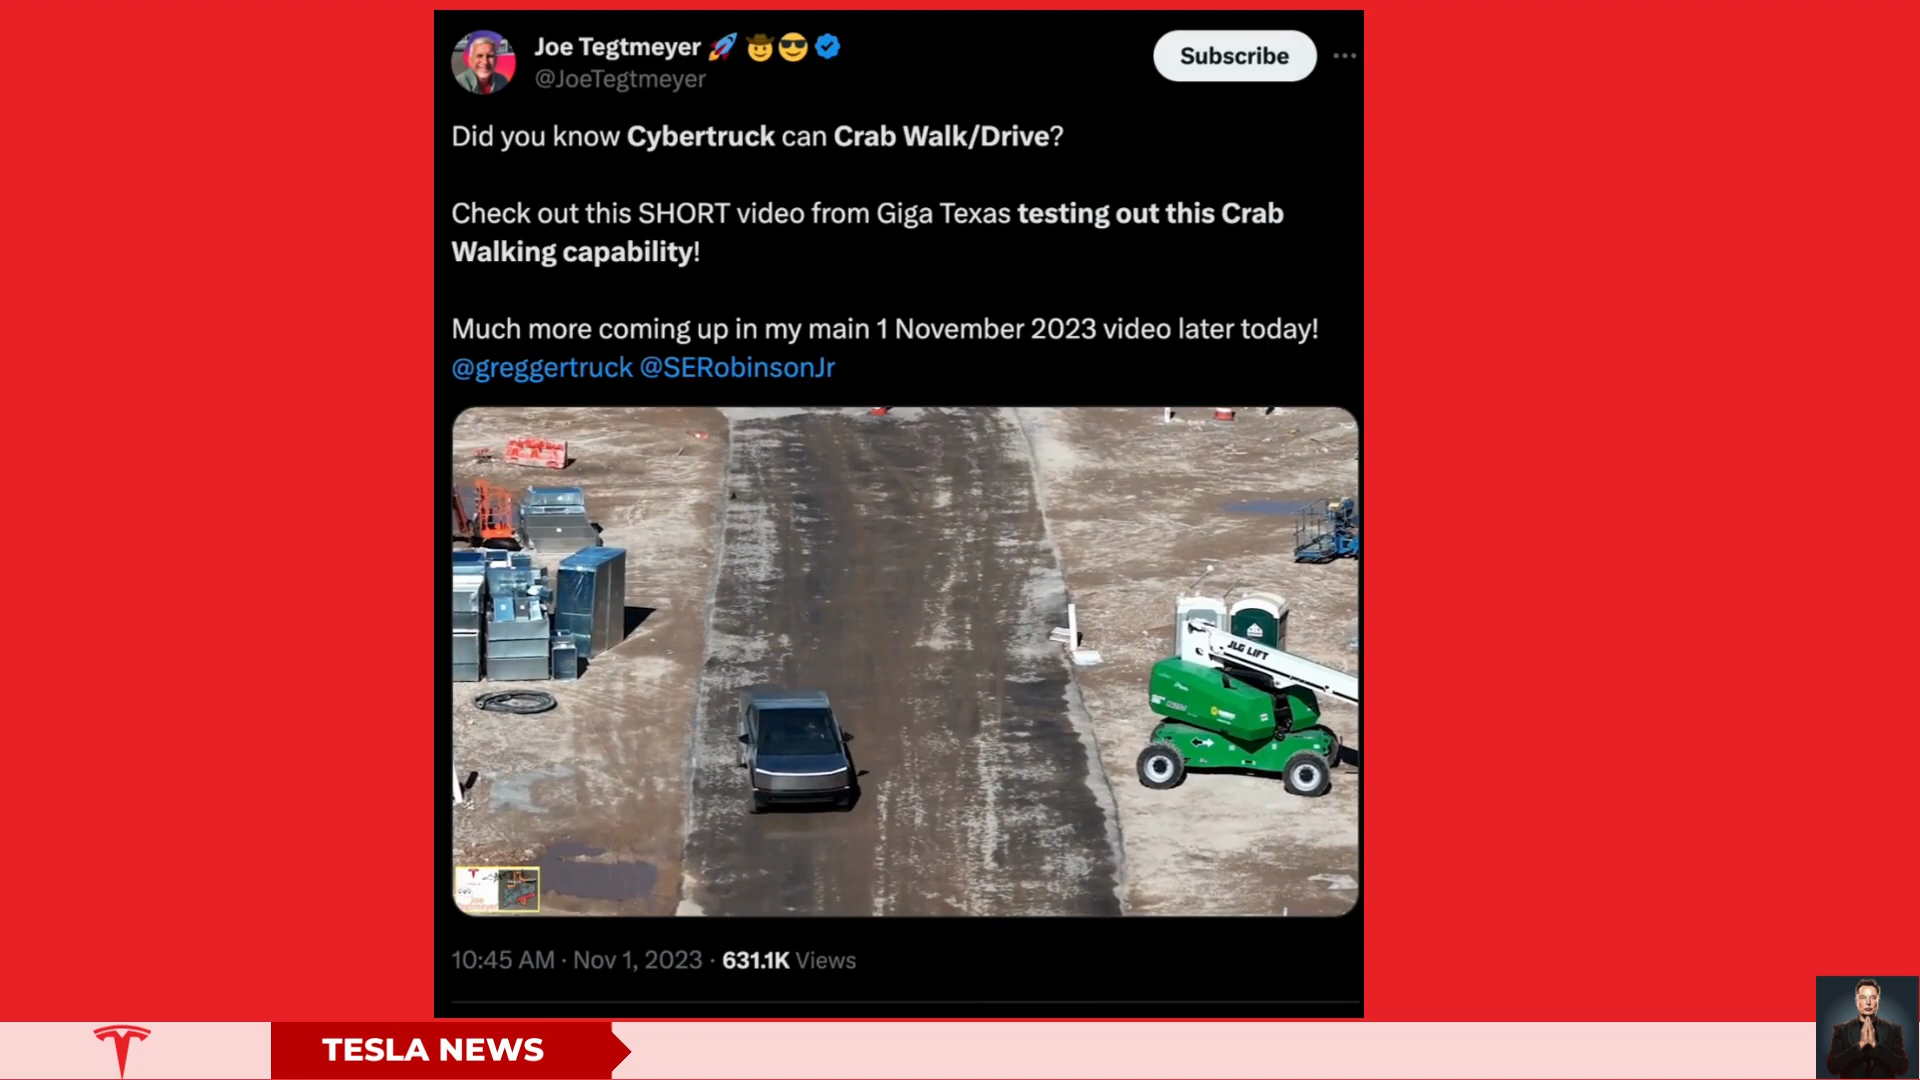 Joe Tegtmeyer 🚀 🤠😎
@JoeTegtmeyer
Subscribe
Did you know Cybertruck can Crab Walk/Drive?
Check out this SHORT video from Giga Texas testing out this Crab
Walking capability!
Much more coming up in my main 1 November 2023 video later today!
@greggertruck @SERobinsonJr
JLG LIFT
Joe
Tegtmeyer
10:45 AM · Nov 1, 2023 · 631.1K Views
TESLA NEWS